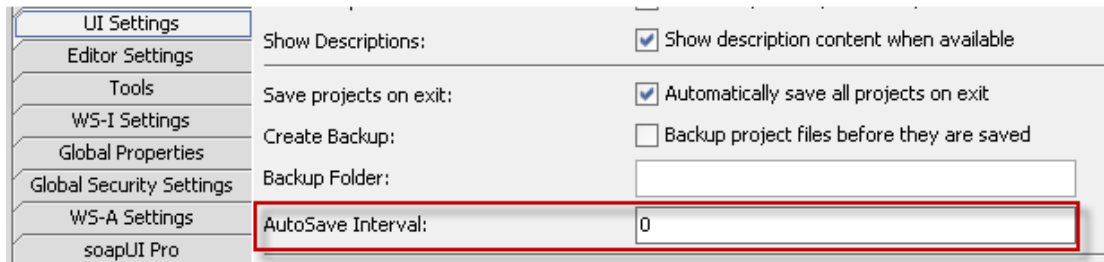 UI Settings
Editor Settings
Tools
WS-I Settings
Global Properties
Global Security Settings
WS-A Settings
soapUI Pro
Show Descriptions: Show description content when available
Save projects on exit: Automatically save all projects on exit
Create Backup: Backup project files before they are saved
Backup Folder:
AutoSave Interval: 0